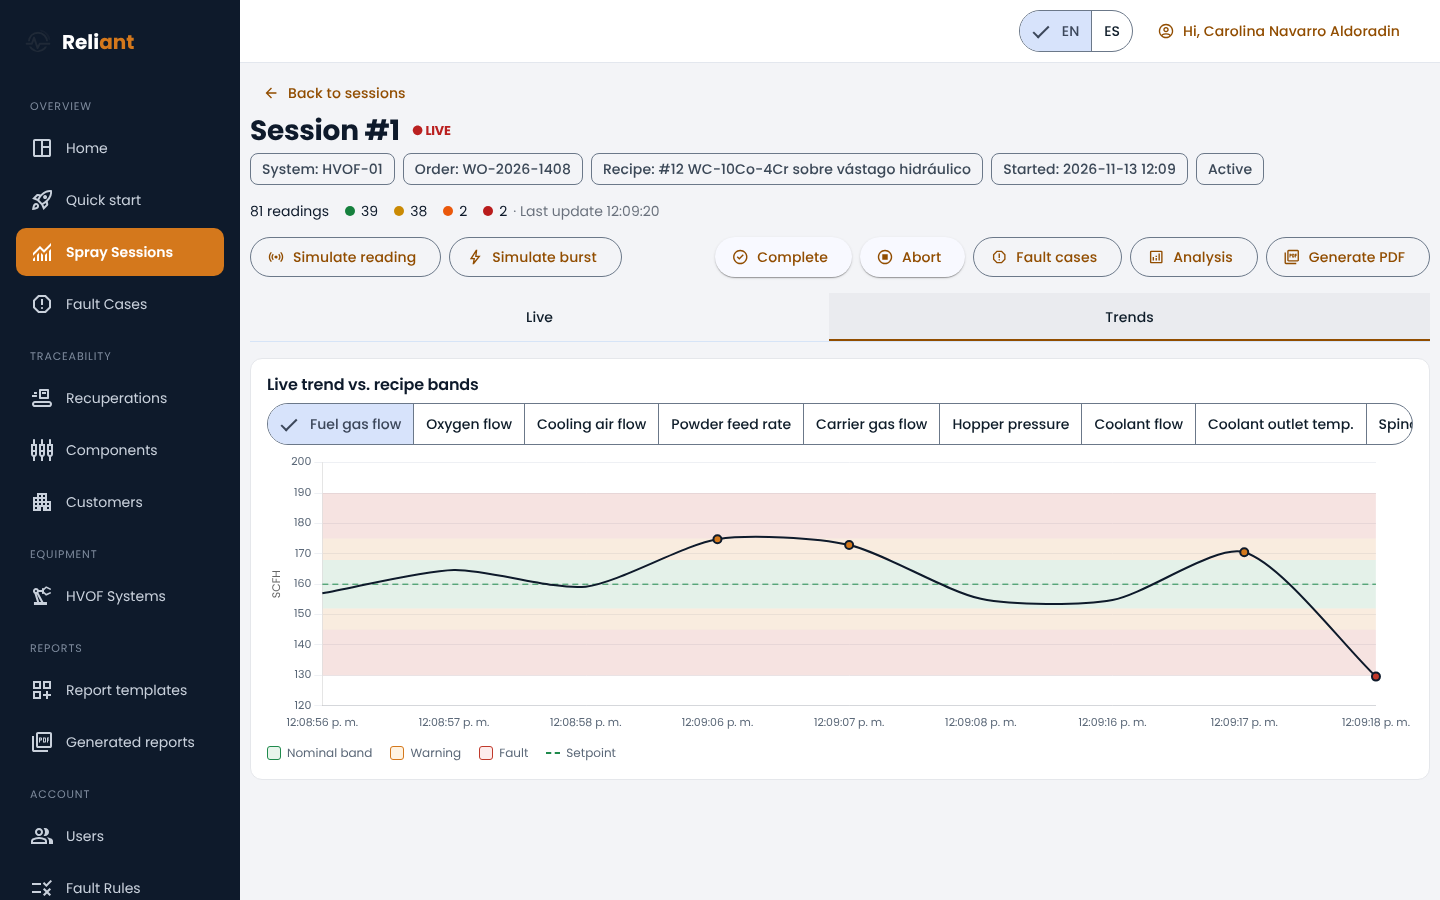 Reliant
EN
ES
Hi, Carolina Navarro Aldoradin
OVERVIEW
Home
Quick start
Spray Sessions
Fault Cases
TRACEABILITY
Recuperations
Components
Customers
EQUIPMENT
HVOF Systems
REPORTS
Report templates
Generated reports
ACCOUNT
Users
Fault Rules
Back to sessions
Session #1
LIVE
System: HVOF-01
Order: WO-2026-1408
Recipe: #12 WC-10Co-4Cr sobre vástago hidráulico
Started: 2026-11-13 12:09
Active
81 readings 39 38 2 2 · Last update 12:09:20
Simulate reading
Simulate burst
Complete
Abort
Fault cases
Analysis
Generate PDF
Live
Trends
Live trend vs. recipe bands
Fuel gas flow
Oxygen flow
Cooling air flow
Powder feed rate
Carrier gas flow
Hopper pressure
Coolant flow
Coolant outlet temp.
SCFH
200
190
180
170
160
150
140
130
120
12:08:56 p. m.
12:08:57 p. m.
12:08:58 p. m.
12:09:06 p. m.
12:09:07 p. m.
12:09:08 p. m.
12:09:16 p. m.
12:09:17 p. m.
12:09:18 p. m.
Nominal band
Warning
Fault
Setpoint